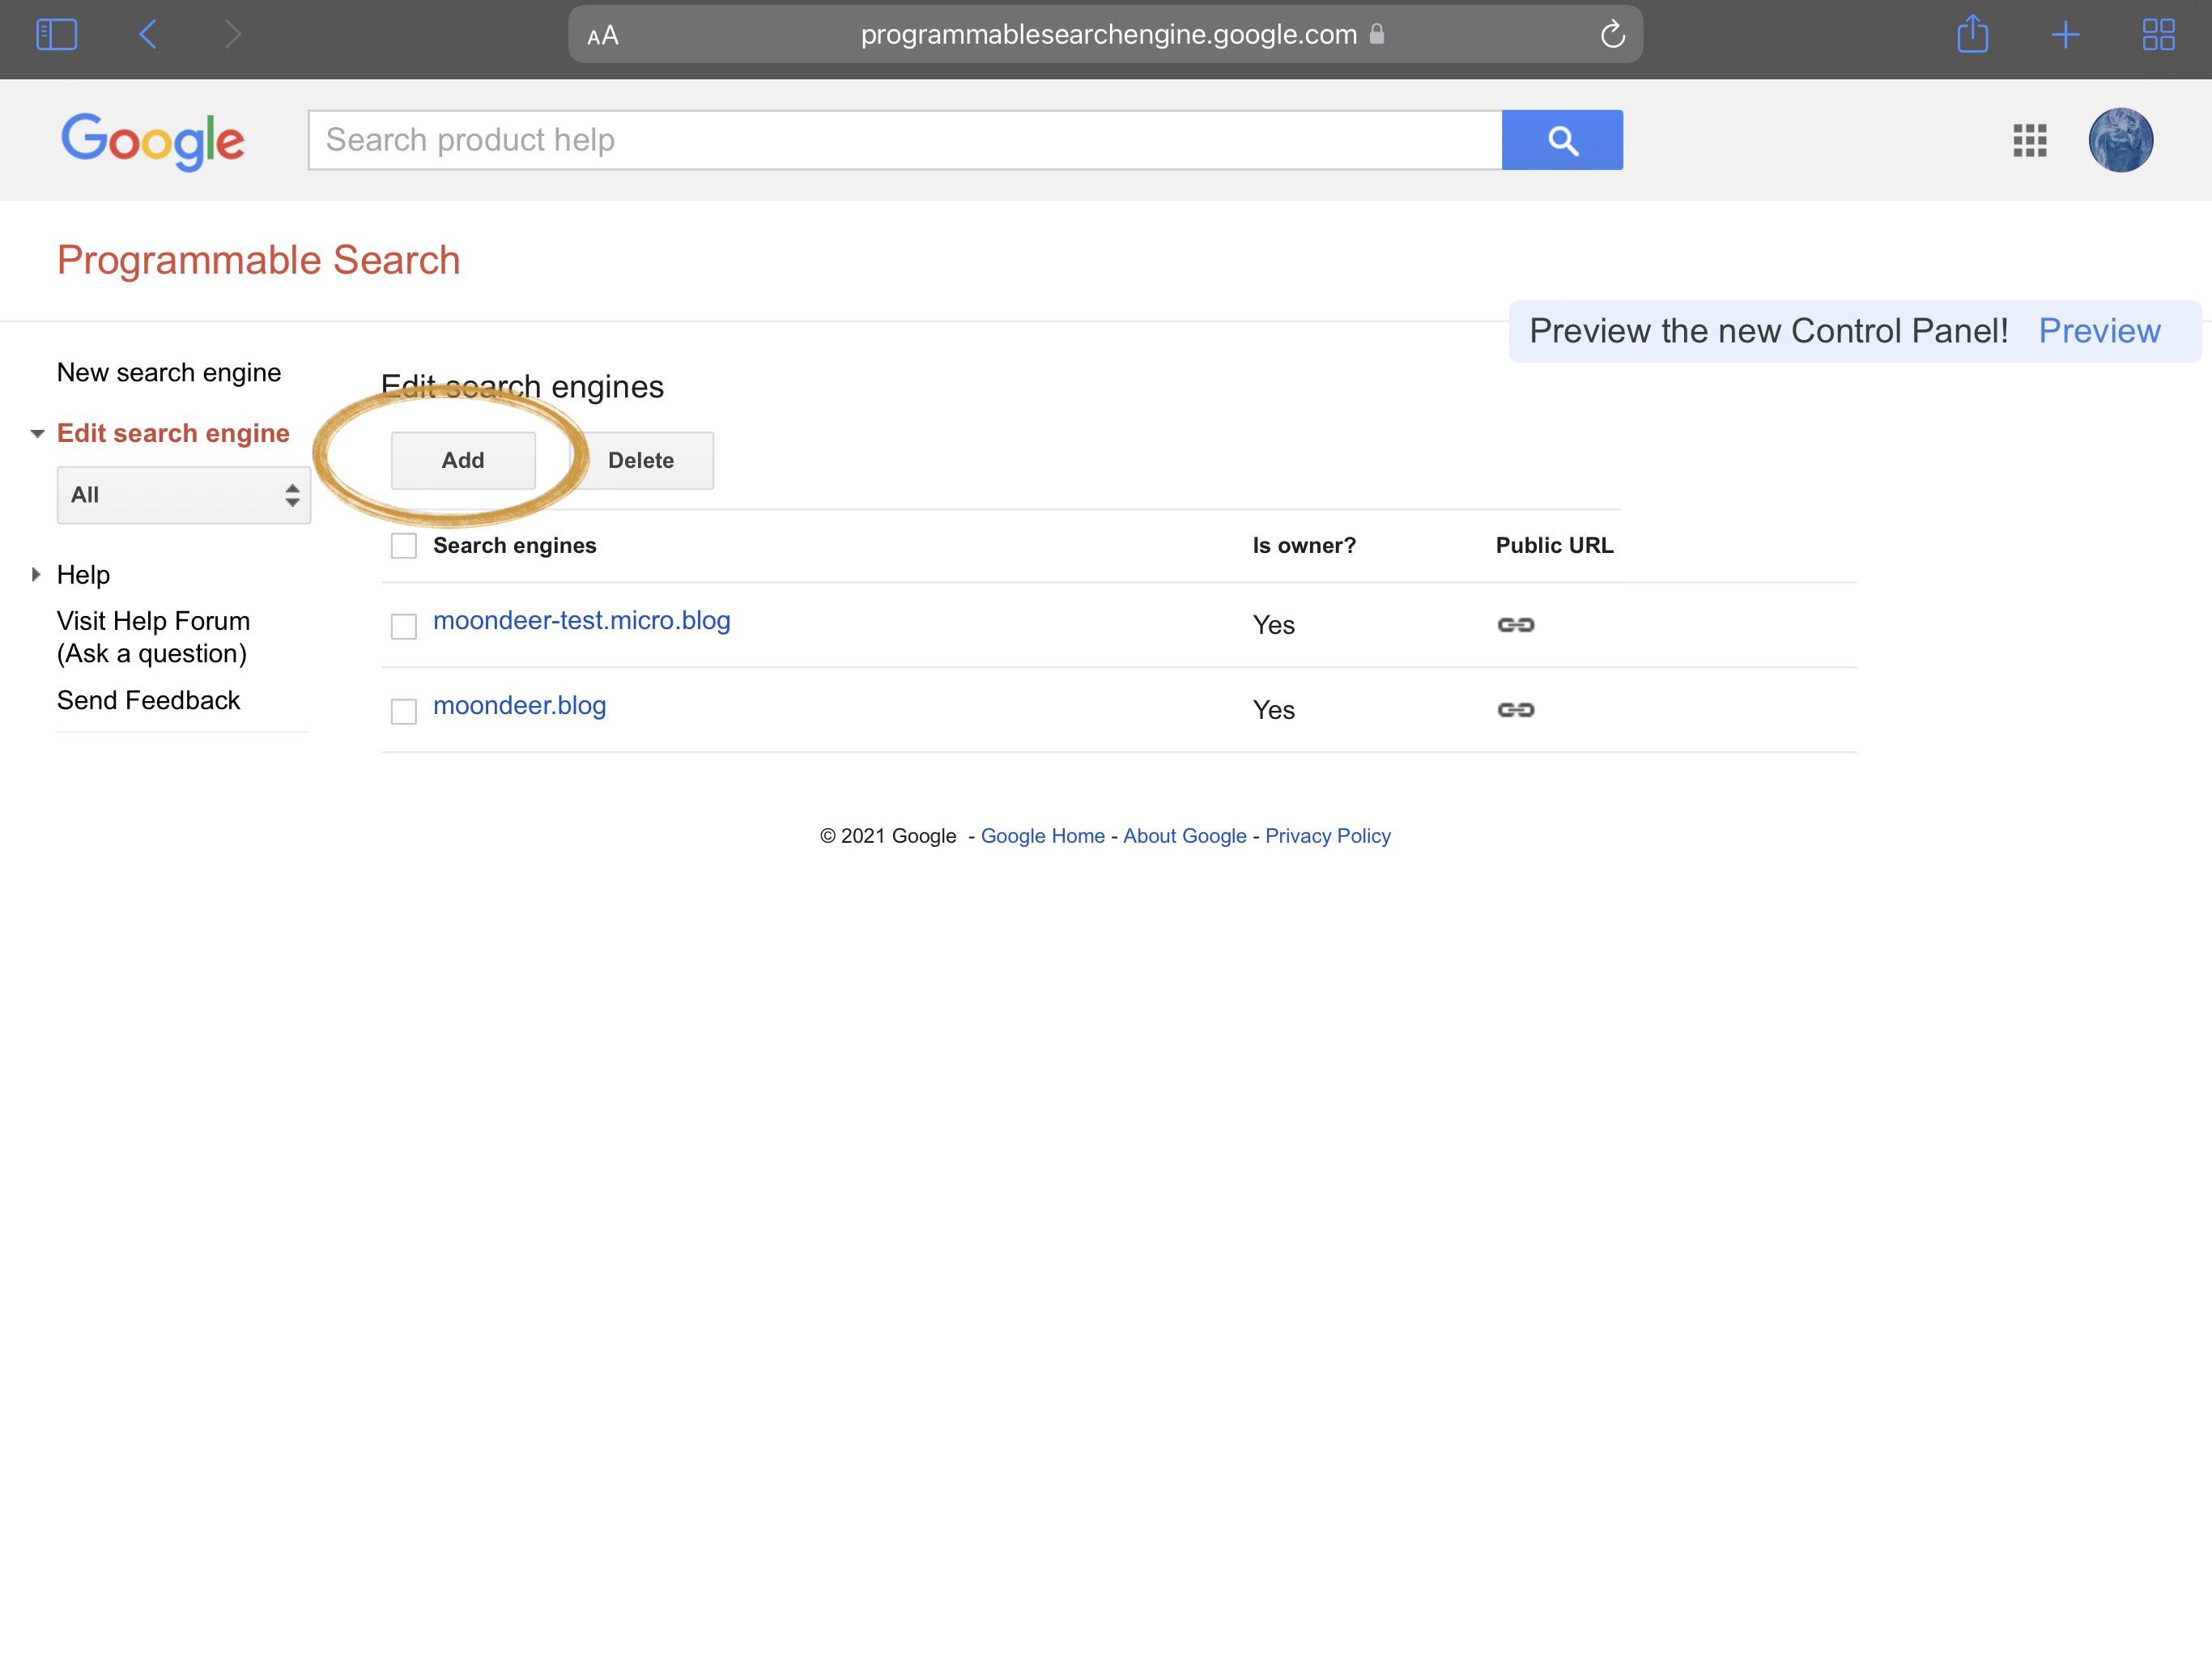 AA programmablesearchengine.google.com
Google Search product help
Programmable Search
Preview the new Control Panel! Preview
New search engine
Edit search engines
Edit search engine
Add Delete
All
Search engines Is owner? Public URL
Help
moondeer-test.micro.blog Yes
Visit Help Forum
(Ask a question)
Send Feedback
moondeer.blog Yes
© 2021 Google - Google Home - About Google - Privacy Policy